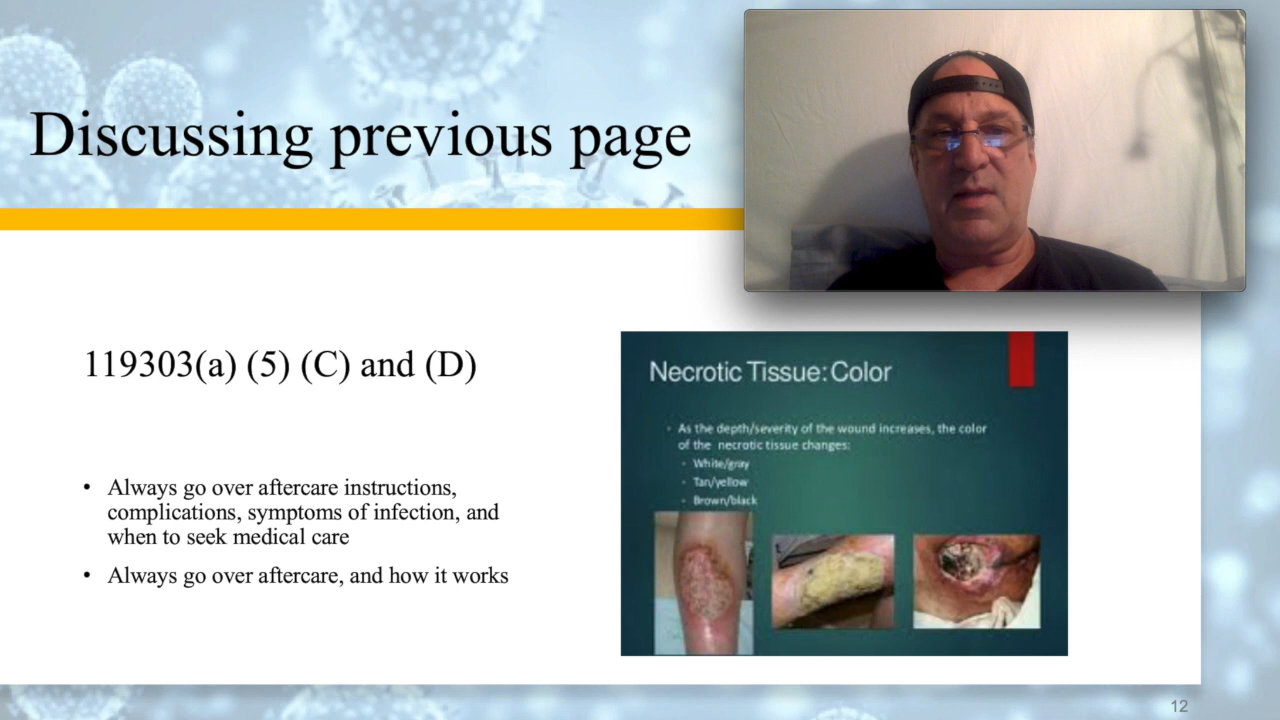 Discussing previous page
119303(a) (5) (C) and (D)
• Always go over aftercare instructions,
complications, symptoms of infection, and
when to seek medical care
• Always go over aftercare, and how it works
Necrotic Tissue: Color
• As the depth/severity of the wound increases, the color
of the necrotic tissue changes:
• White/gray
• Tan/yellow
• Brown/black
12